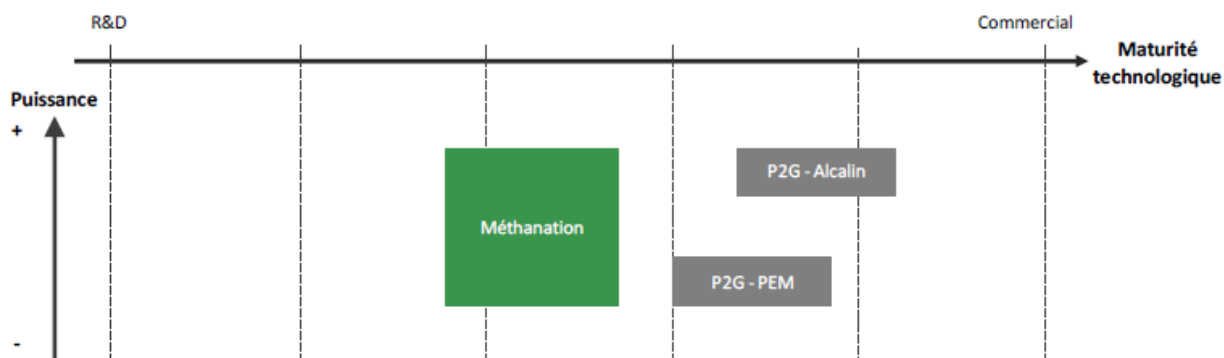 R&D
Commercial
Maturité
technologique
Puissance
+
P2G - Alcalin
Méthanation
P2G - PEM
-